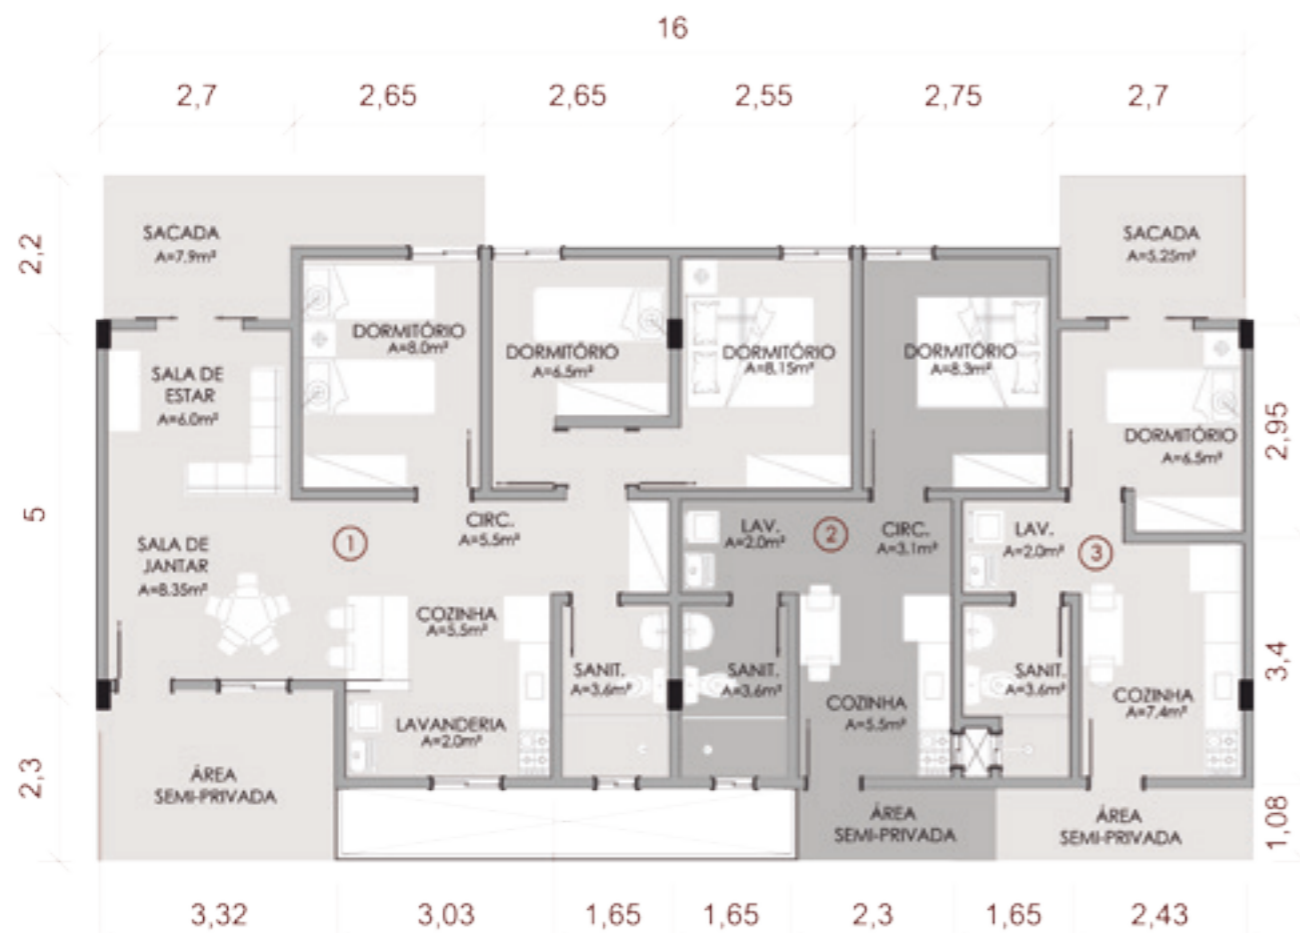 16
2,7
2,65
2,65
2,55
2,75
2,7
2,2
5
2,3
2,95
3,4
1,08
SACADA
A=7.9m²
SACADA
A=5.25m²
DORMITÓRIO
A=8.0m²
DORMITÓRIO
A=6.5m²
DORMITÓRIO
A=8.15m²
DORMITÓRIO
A=8.3m²
DORMITÓRIO
A=6.5m²
SALA DE
ESTAR
A=6.0m²
SALA DE
JANTAR
A=8.35m²
1
CIRC.
A=5.5m²
LAV.
A=2.0m²
2
CIRC.
A=3.1m²
LAV.
A=2.0m²
3
COZINHA
A=5.5m²
SANIT.
A=3.6m²
SANIT.
A=3.6m²
COZINHA
A=5.5m²
SANIT.
A=3.6m²
COZINHA
A=7.4m²
LAVANDERIA
A=2.0m²
ÁREA
SEMI-PRIVADA
ÁREA
SEMI-PRIVADA
ÁREA
SEMI-PRIVADA
3,32
3,03
1,65
1,65
2,3
1,65
2,43